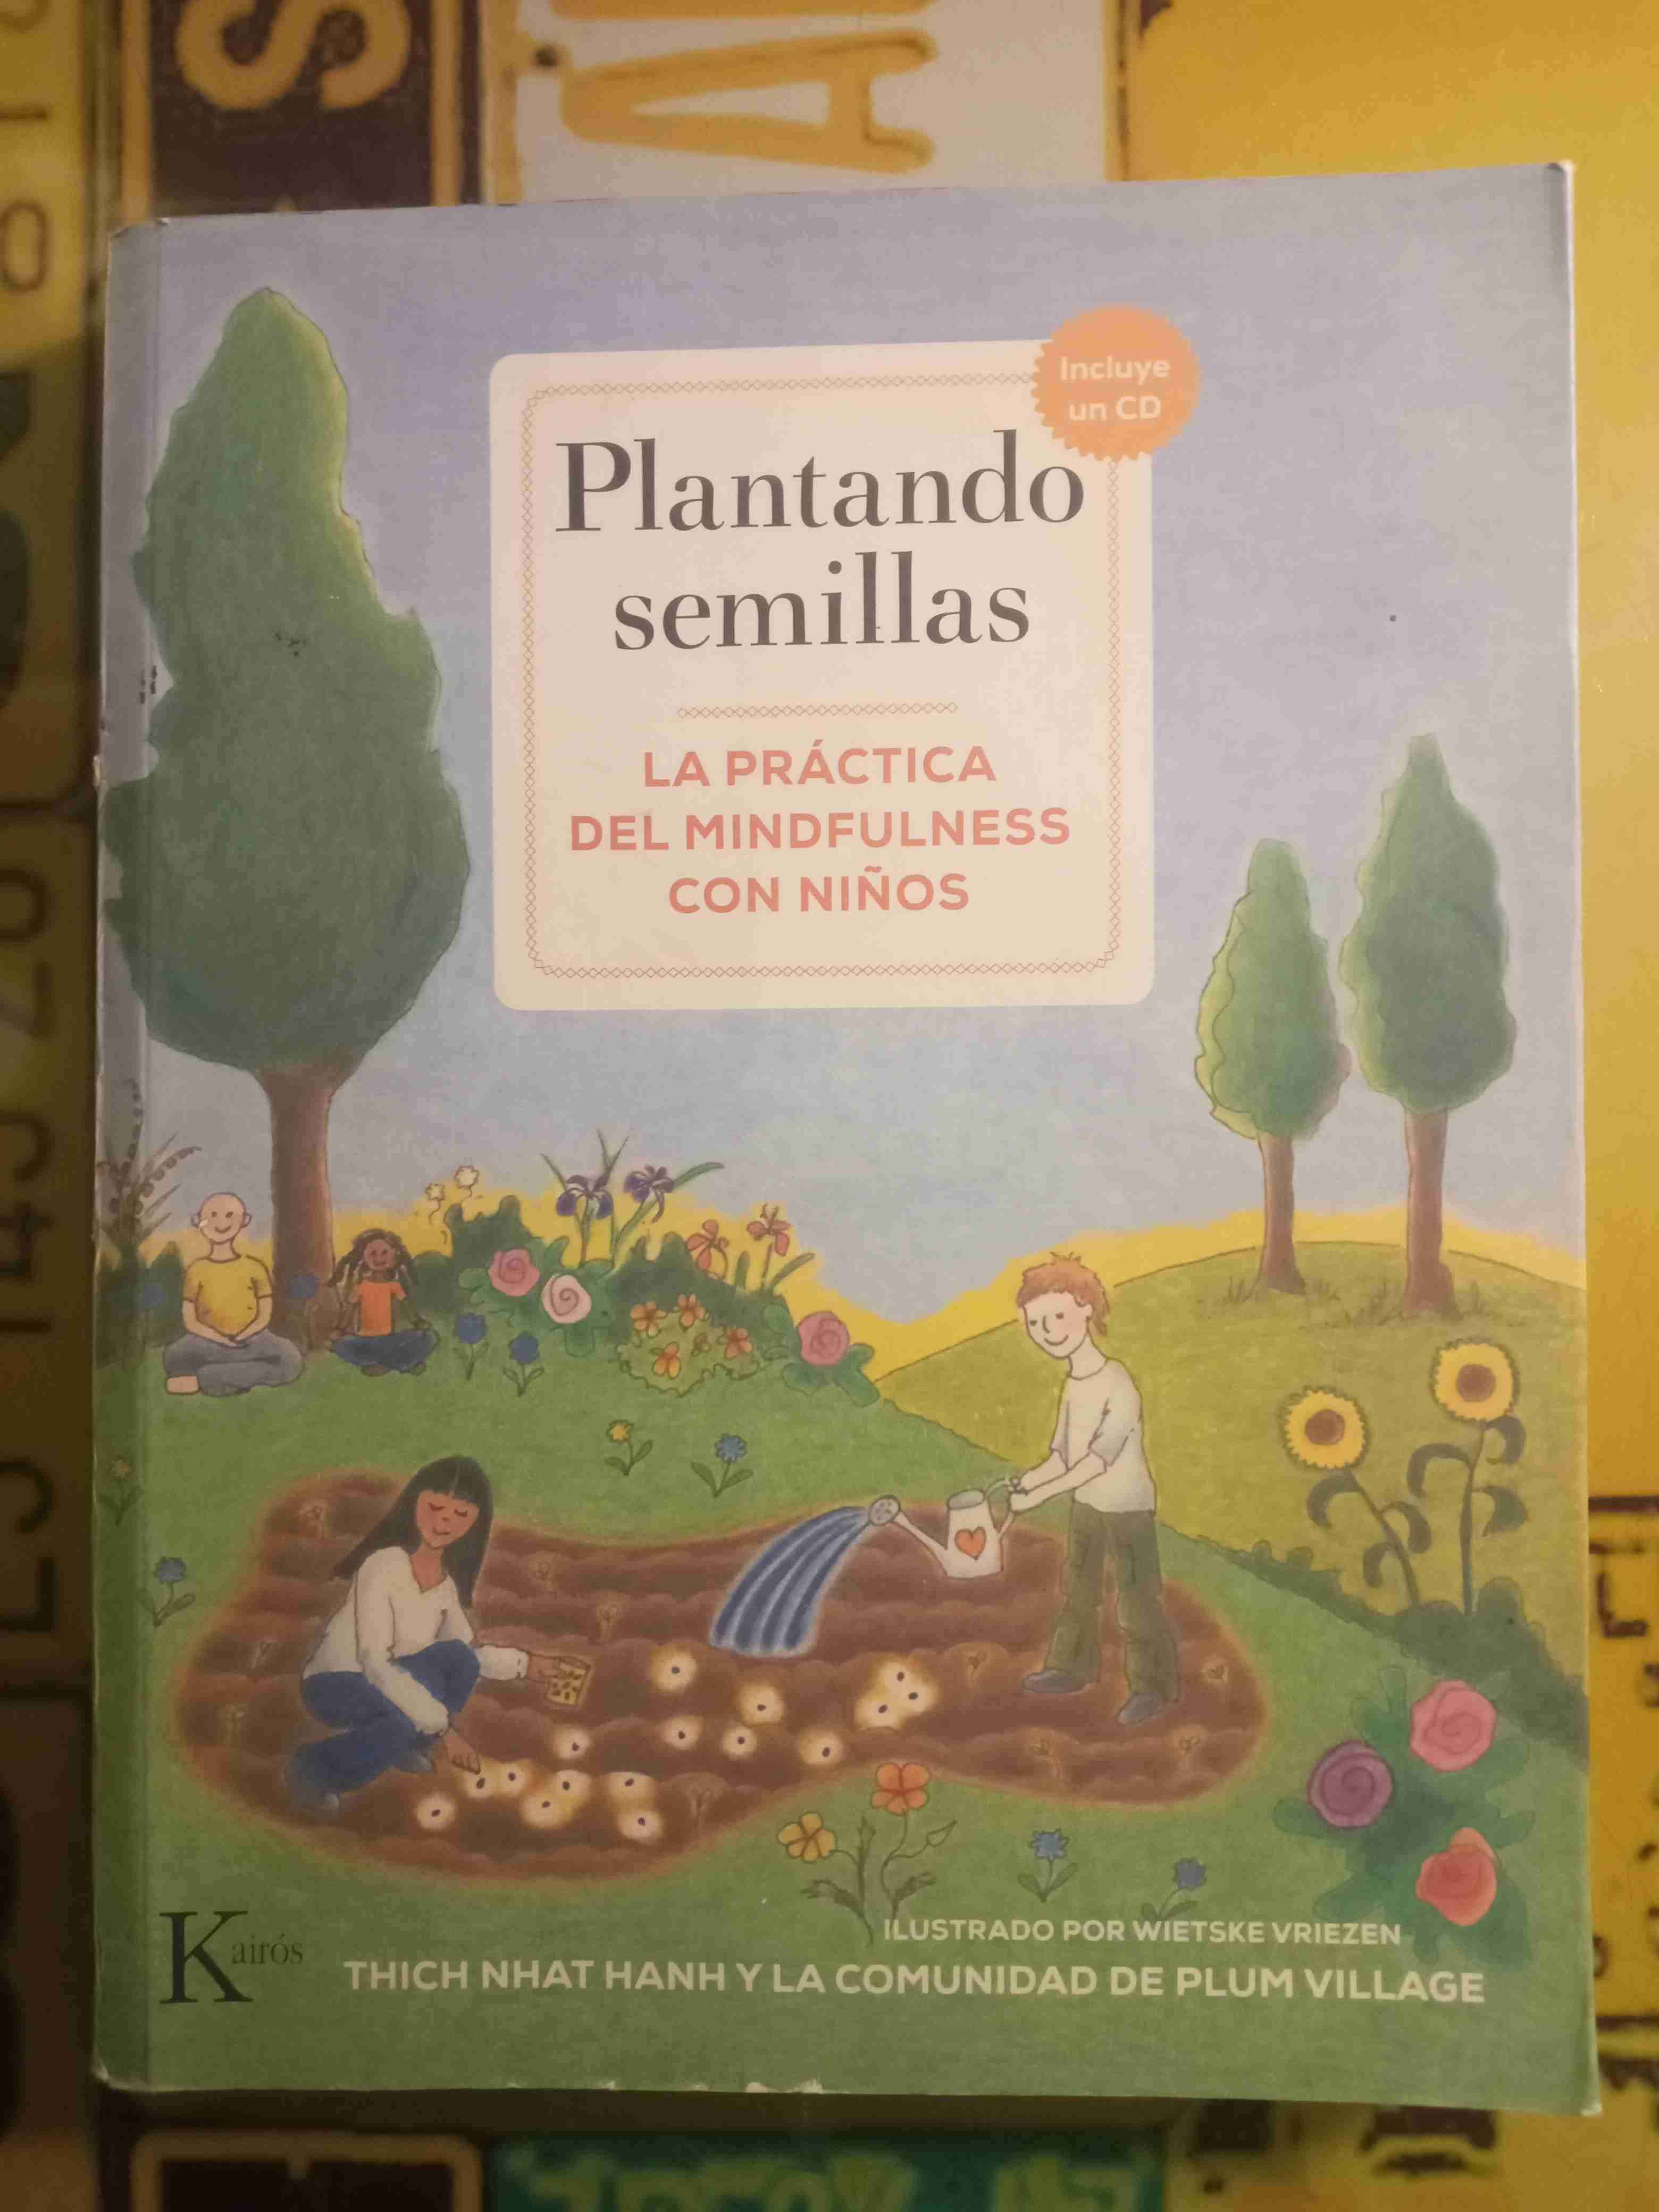 Incluye
un CD
Plantando
semillas
LA PRÁCTICA
DEL MINDFULNESS
CON NIÑOS
ILUSTRADO POR WIETSKE VRIEZEN
Kairós
THICH NHAT HANH Y LA COMUNIDAD DE PLUM VILLAGE